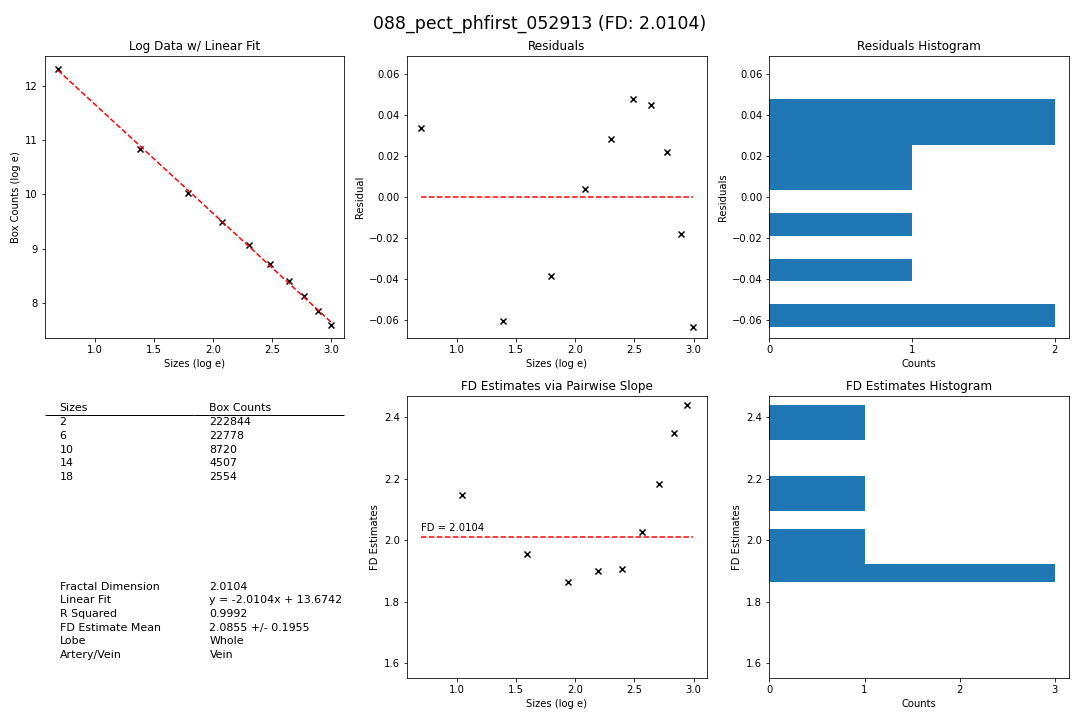 088_pect_phfirst_052913 (FD: 2.0104)
Log Data w/ Linear Fit
12
11
10
9
8
Box Counts (log e)
1.0 1.5 2.0 2.5 3.0
Sizes (log e)
Residuals
0.06
0.04
0.02
0.00
−0.02
−0.04
−0.06
Residual
1.0 1.5 2.0 2.5 3.0
Sizes (log e)
Residuals Histogram
0.06
0.04
0.02
0.00
−0.02
−0.04
−0.06
Residuals
0 1 2
Counts
Sizes Box Counts
2 222844
6 22778
10 8720
14 4507
18 2554
Fractal Dimension 2.0104
Linear Fit y = -2.0104x + 13.6742
R Squared 0.9992
FD Estimate Mean 2.0855 +/- 0.1955
Lobe Whole
Artery/Vein Vein
FD Estimates via Pairwise Slope
2.4
2.2
2.0
1.8
1.6
FD Estimates
FD = 2.0104
1.0 1.5 2.0 2.5 3.0
Sizes (log e)
FD Estimates Histogram
2.4
2.2
2.0
1.8
1.6
FD Estimates
0 1 2 3
Counts